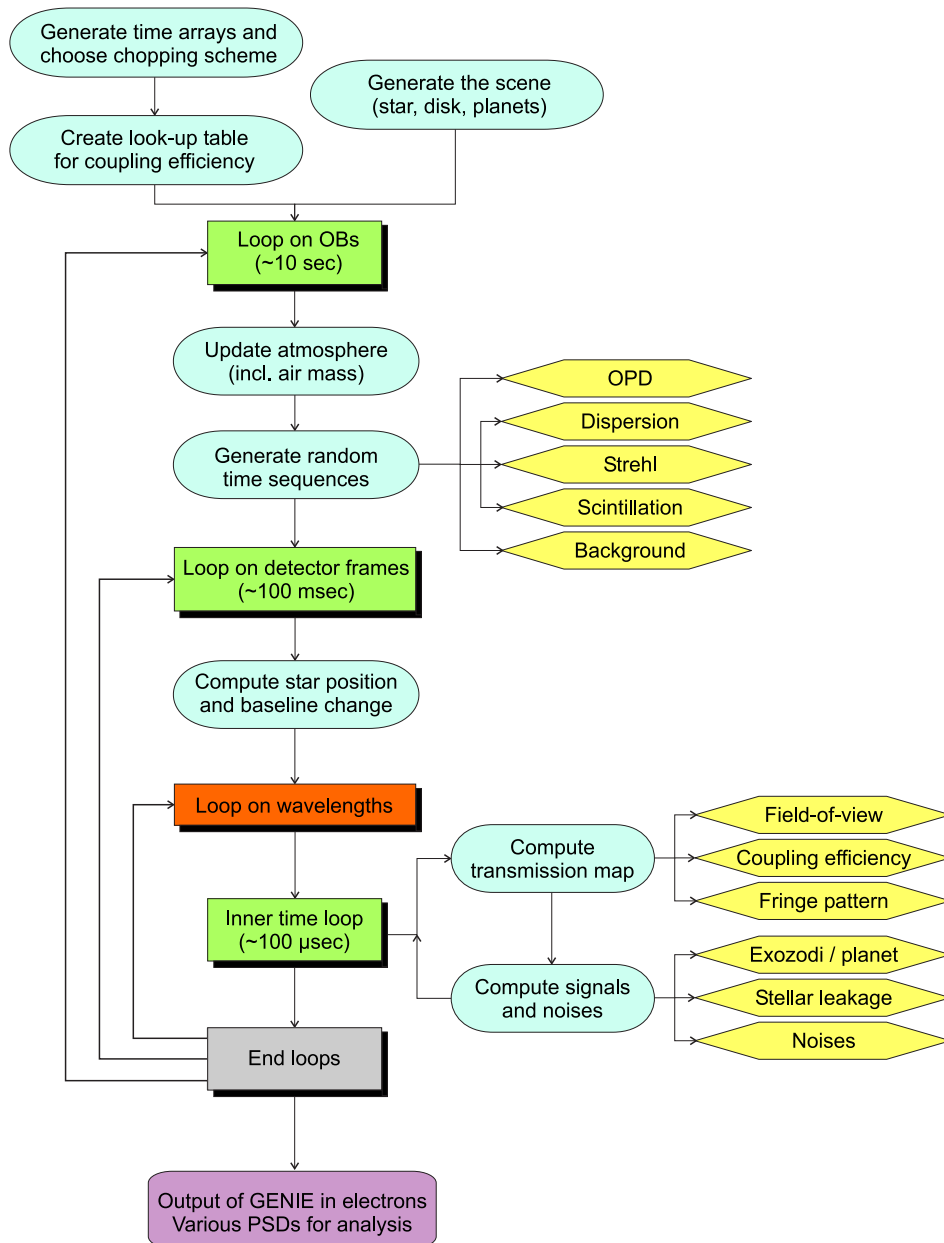 Generate time arrays and
choose chopping scheme
Generate the scene
(star, disk, planets)
Create look-up table
for coupling efficiency
Loop on OBs
(~10 sec)
Update atmosphere
(incl. air mass)
Generate random
time sequences
OPD
Dispersion
Strehl
Scintillation
Background
Loop on detector frames
(~100 msec)
Compute star position
and baseline change
Loop on wavelengths
Inner time loop
(~100 µsec)
Compute
transmission map
Field-of-view
Coupling efficiency
Fringe pattern
Compute signals
and noises
Exozodi / planet
Stellar leakage
Noises
End loops
Output of GENIE in electrons
Various PSDs for analysis